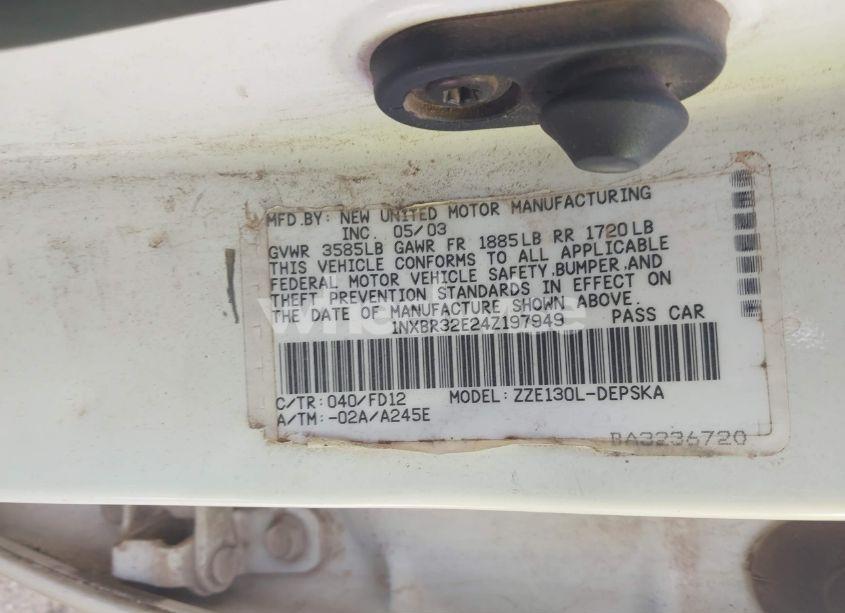 MFD.BY: NEW UNITED MOTOR MANUFACTURING
INC. 05/03
GVWR 3585LB GAWR FR 1885LB RR 1720LB
THIS VEHICLE CONFORMS TO ALL APPLICABLE
FEDERAL MOTOR VEHICLE SAFETY,BUMPER,AND
THEFT PREVENTION STANDARDS IN EFFECT ON
THE DATE OF MANUFACTURE SHOWN ABOVE.
1NXBR32E24Z197949 PASS CAR
C/TR: 040/FD12 MODEL: ZZE130L-DEPSKA
A/TM: -02A/A245E
BA3236720